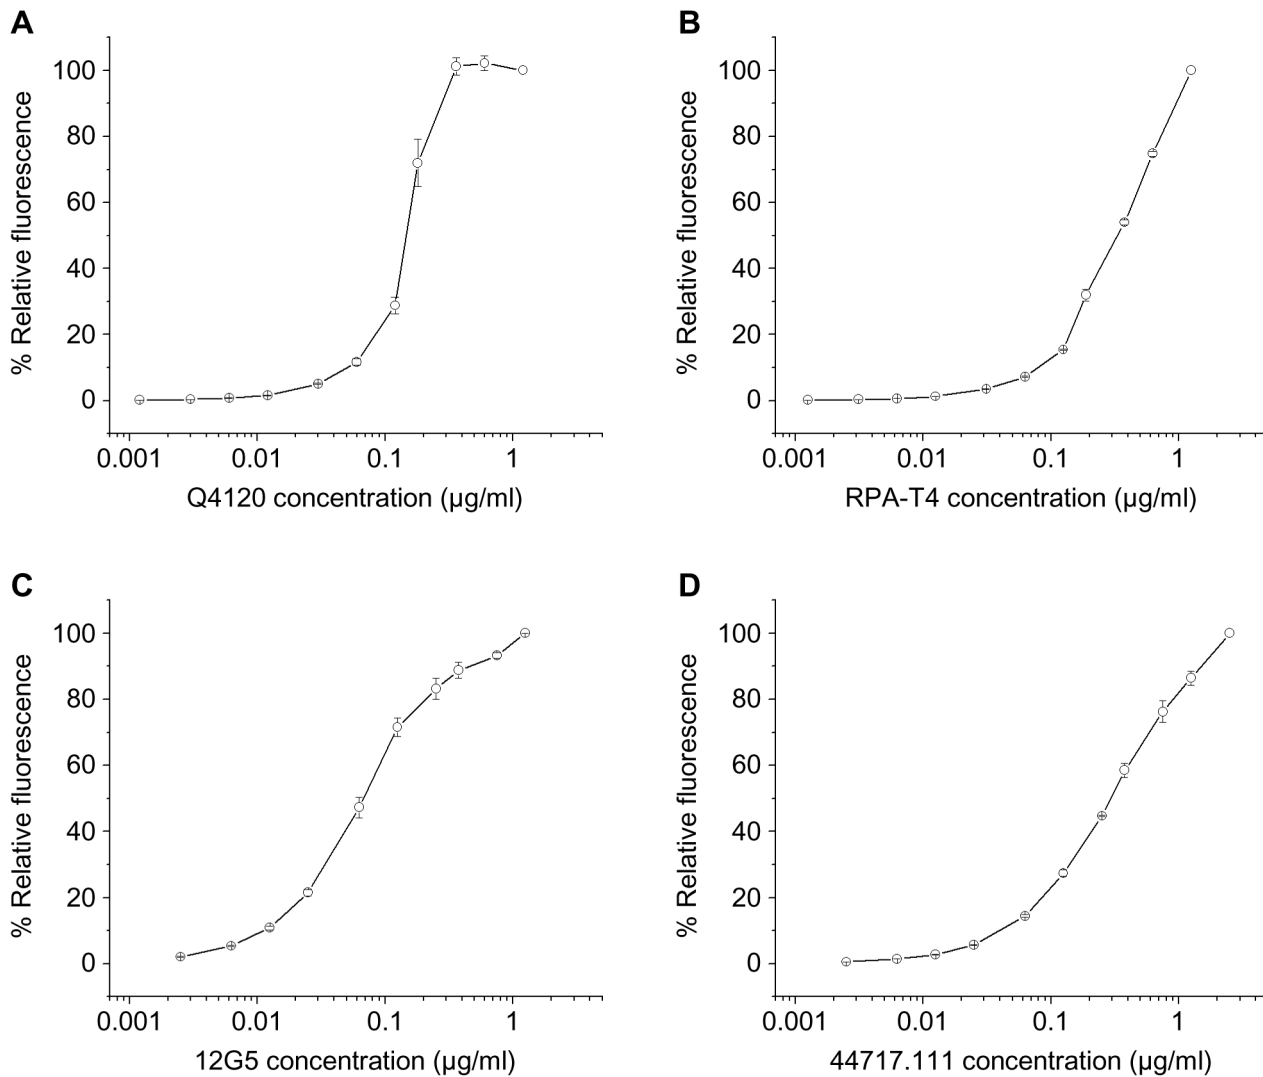 A
% Relative fluorescence
100
80
60
40
20
0
0.001 0.01 0.1 1
Q4120 concentration (µg/ml)
B
% Relative fluorescence
100
80
60
40
20
0
0.001 0.01 0.1 1
RPA-T4 concentration (µg/ml)
C
% Relative fluorescence
100
80
60
40
20
0
0.001 0.01 0.1 1
12G5 concentration (µg/ml)
D
% Relative fluorescence
100
80
60
40
20
0
0.001 0.01 0.1 1
44717.111 concentration (µg/ml)